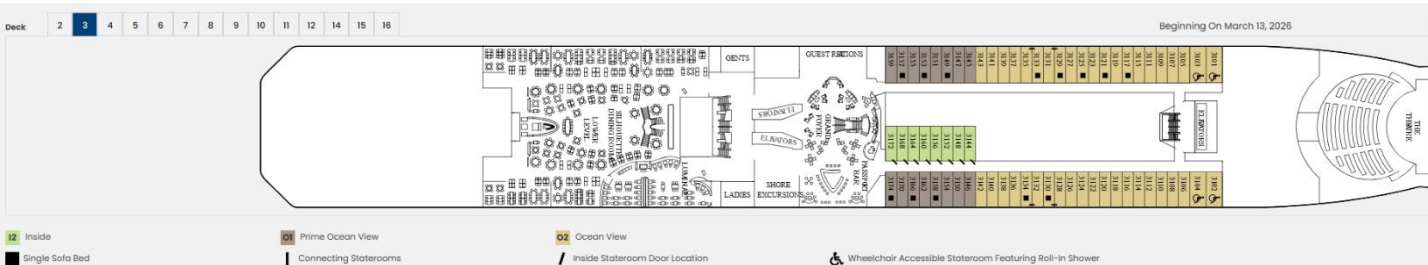 Deck 2 3 4 5 6 7 8 9 10 11 12 14 15 16 Beginning On March 13, 2026
GENTS
GUEST RELATIONS
3159 3157 3155 3153 3151 3149 3147 3145 3143 3141 3139 3137 3135 3133 3131 3129 3127 3125 3123 3121 3119 3117 3115 3111 3109 3107 3105 3103 3101
ELEVATORS
GRAND FOYER
LOWER LEVEL
SILHOUETTE DINING ROOM
ELEVATORS
3172 3168 3164 3160 3156 3152 3148 3144
ELEVATORS
THE THEATRE
PASSPORT BAR
LUMINAE
LADIES
SHORE EXCURSIONS
3174 3170 3166 3162 3158 3154 3150 3146 3142 3140 3138 3136 3134 3132 3130 3128 3126 3124 3122 3120 3118 3116 3114 3112 3110 3108 3106 3104 3102
I2 Inside
O1 Prime Ocean View
O2 Ocean View
Single Sofa Bed
Connecting Staterooms
Inside Stateroom Door Location
Wheelchair Accessible Stateroom Featuring Roll-In Shower